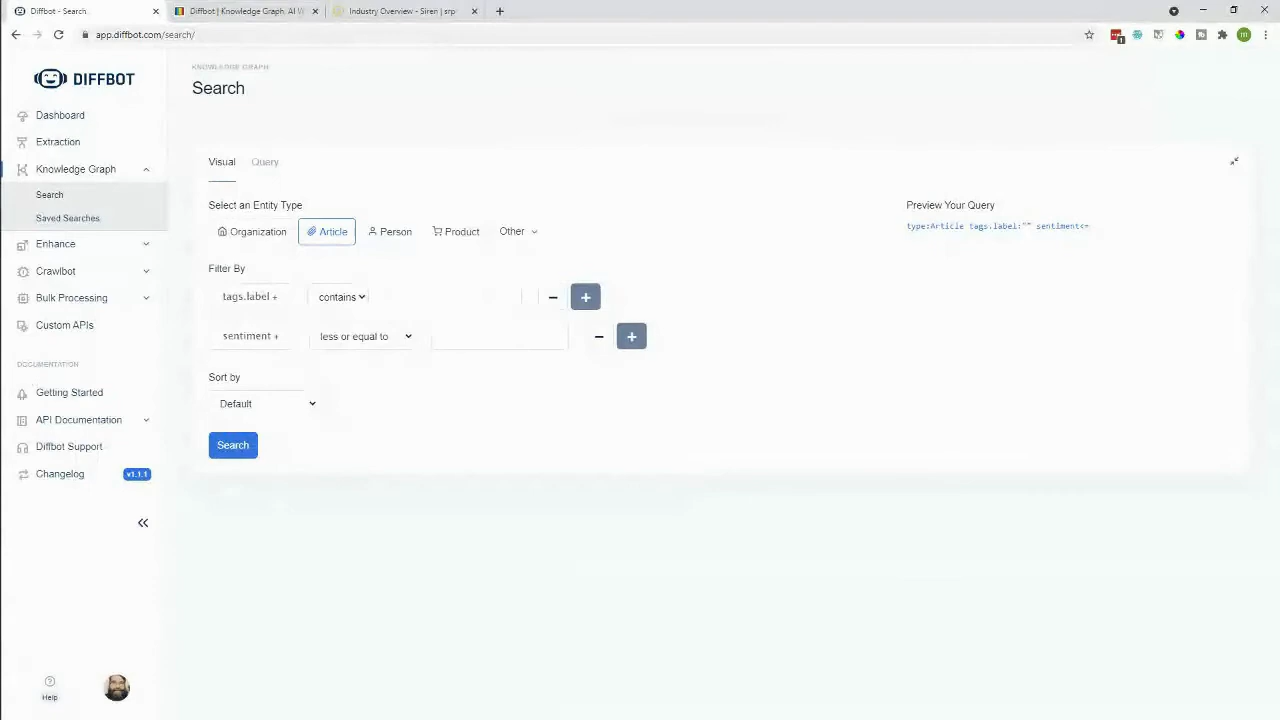 Diffbot - Search
Diffbot | Knowledge Graph, AI W
Industry Overview - Siren | srp
app.diffbot.com/search/
DIFFBOT
Dashboard
Extraction
Knowledge Graph
Search
Saved Searches
Enhance
Crawlbot
Bulk Processing
Custom APIs
DOCUMENTATION
Getting Started
API Documentation
Diffbot Support
Changelog v1.1.1
Help
KNOWLEDGE GRAPH
Search
Visual Query
Select an Entity Type
Organization Article Person Product Other
Filter By
tags.label + contains
sentiment + less or equal to
Sort by
Default
Search
Preview Your Query
type:Article tags.label:"" sentiment<=